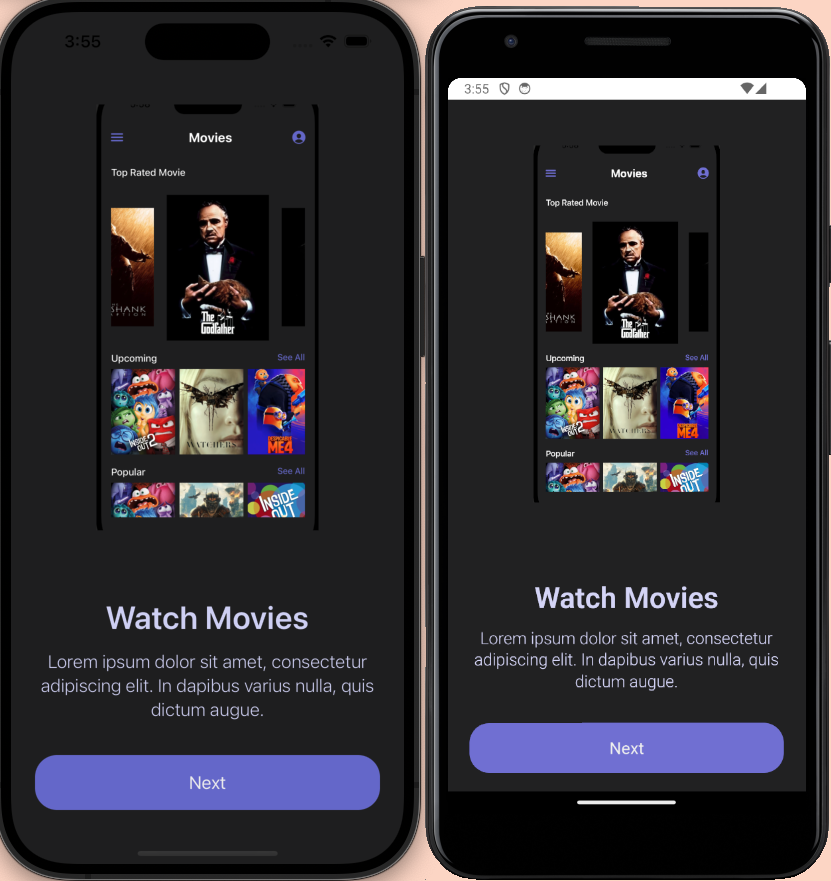 3:55
Movies
Top Rated Movie
SHANK
The
Godfather
Upcoming
See All
INSIDE
OUT 2
WATCHERS
DESPICABLE
ME4
Popular
See All
INSIDE
OUT
Watch Movies
Lorem ipsum dolor sit amet, consectetur
adipiscing elit. In dapibus varius nulla, quis
dictum augue.
Next
3:55
Movies
Top Rated Movie
SHANK
The
Godfather
Upcoming
See All
INSIDE
OUT 2
WATCHERS
DESPICABLE
ME4
Popular
See All
INSIDE
OUT
Watch Movies
Lorem ipsum dolor sit amet, consectetur
adipiscing elit. In dapibus varius nulla, quis
dictum augue.
Next